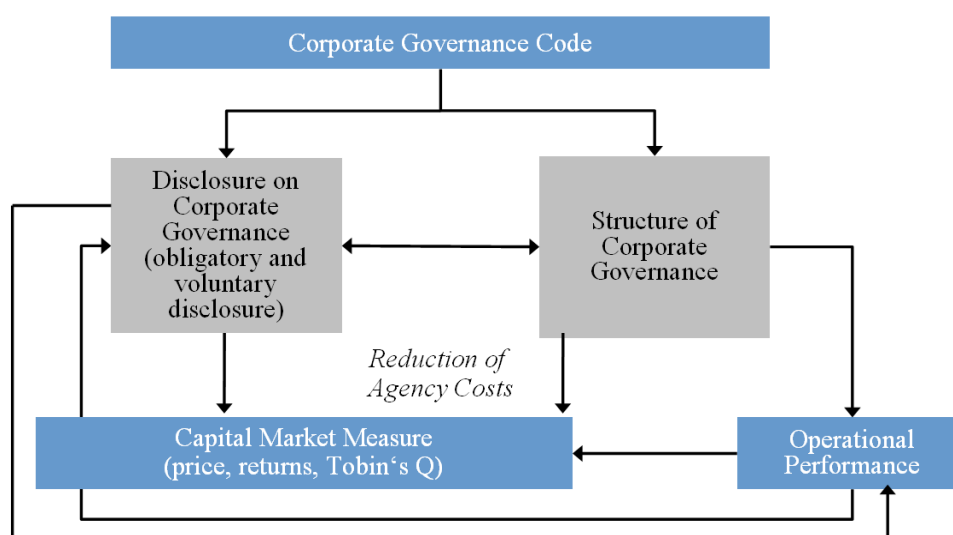 Corporate Governance Code
Disclosure on
Corporate
Governance
(obligatory and
voluntary
disclosure)
Structure of
Corporate
Governance
Reduction of
Agency Costs
Capital Market Measure
(price, returns, Tobin‘s Q)
Operational
Performance